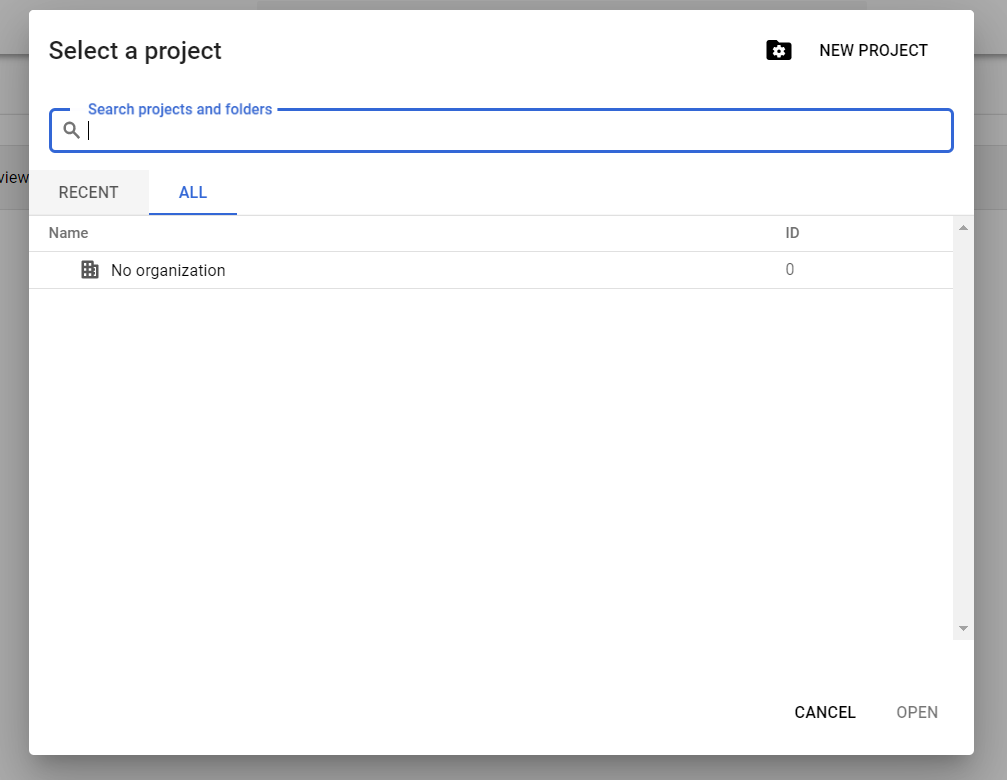 Select a project
NEW PROJECT
Search projects and folders
view
RECENT ALL
Name ID
No organization 0
CANCEL OPEN